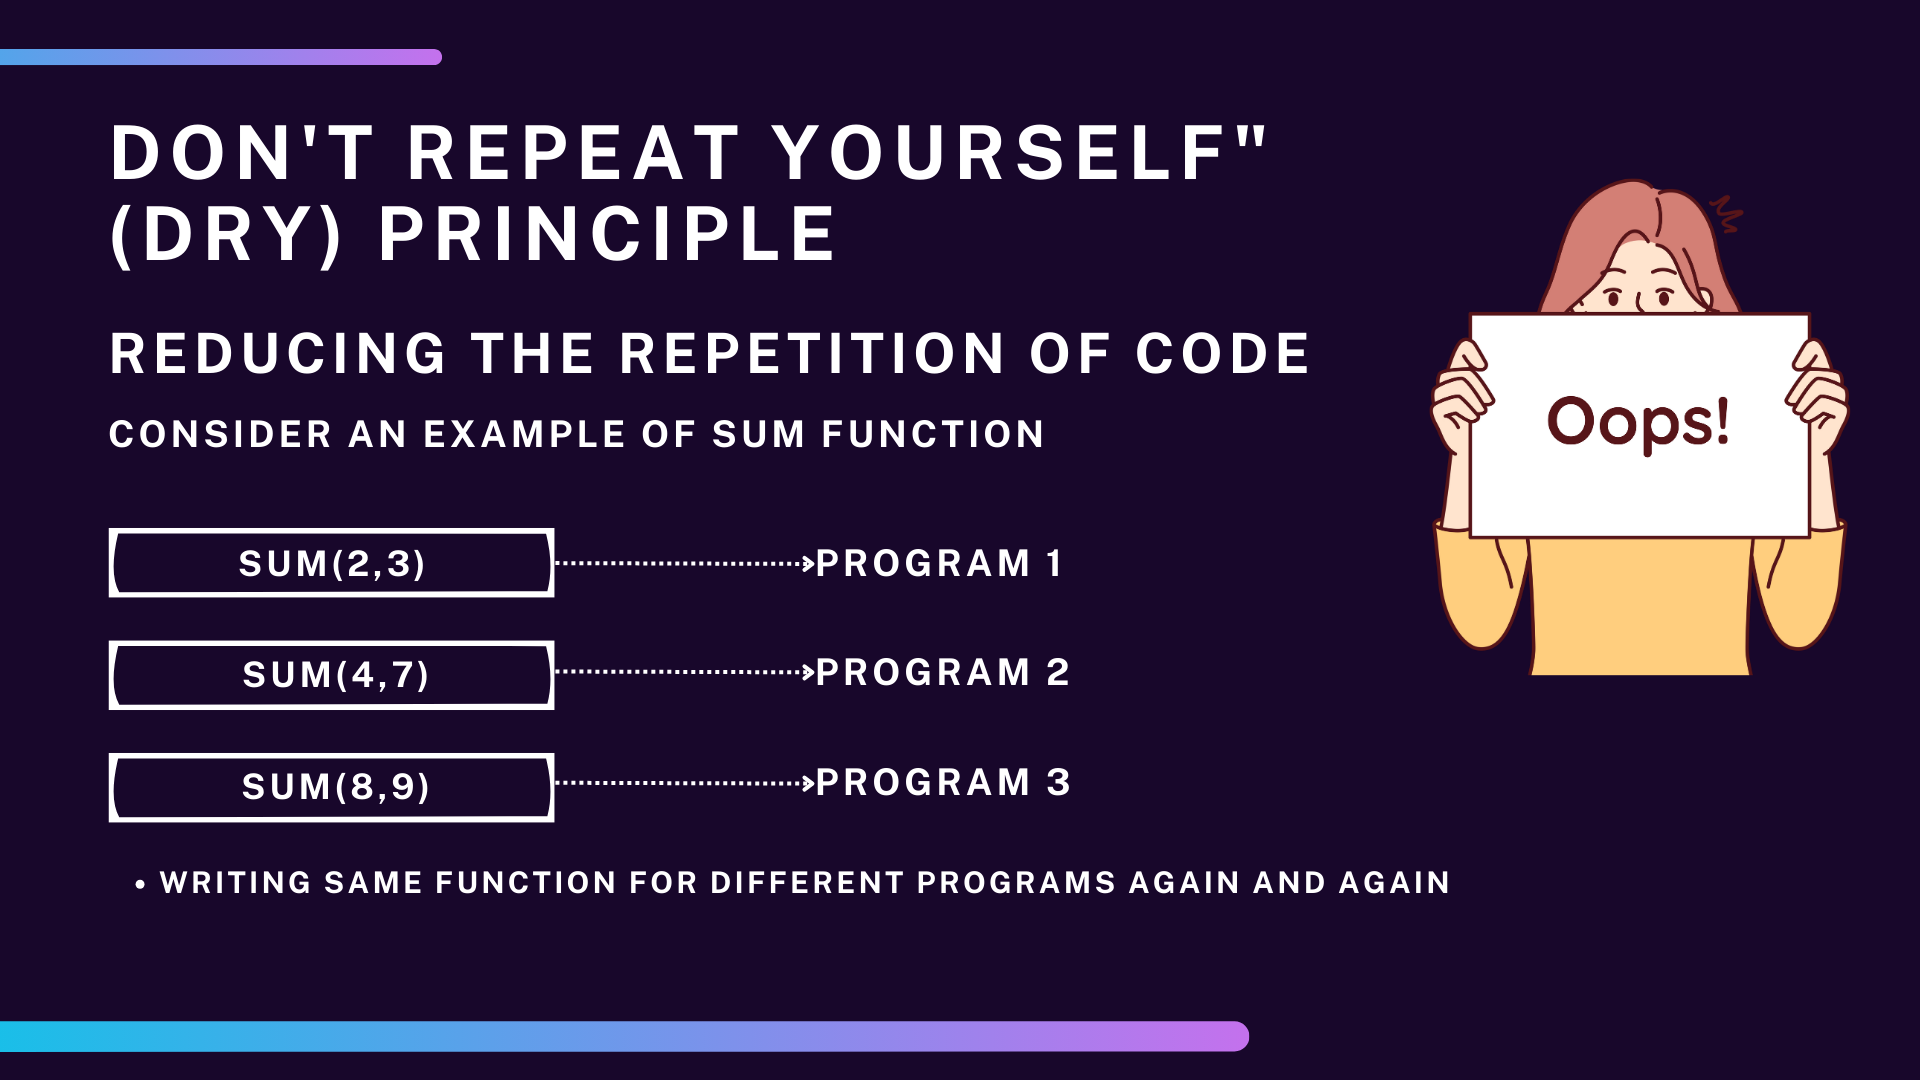 DON'T REPEAT YOURSELF"
(DRY) PRINCIPLE
REDUCING THE REPETITION OF CODE
CONSIDER AN EXAMPLE OF SUM FUNCTION
Oops!
SUM(2,3) PROGRAM 1
SUM(4,7) PROGRAM 2
SUM(8,9) PROGRAM 3
• WRITING SAME FUNCTION FOR DIFFERENT PROGRAMS AGAIN AND AGAIN